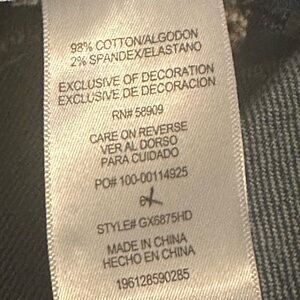 98% COTTON/ALGODON
2% SPANDEX/ELASTANO
EXCLUSIVE OF DECORATION
EXCLUSIVE DE DECORACION
RN# 58909
CARE ON REVERSE
VER AL DORSO
PARA CUIDADO
PO# 100-00114925
STYLE# GX6875HD
MADE IN CHINA
HECHO EN CHINA
196128590285